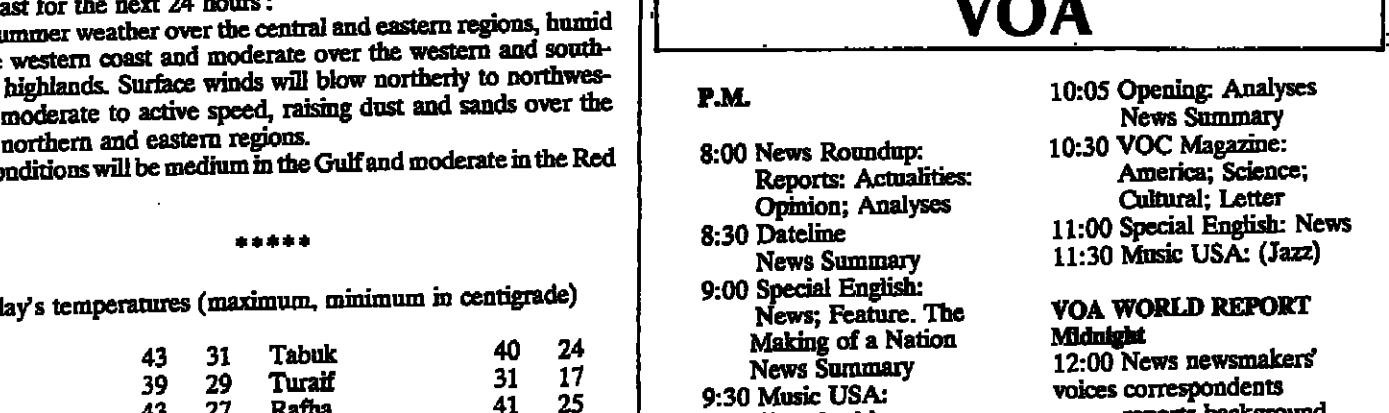 ast for the next 24 hours:
ummer weather over the central and eastern regions, humid
western coast and moderate over the western and south-
highlands. Surface winds will blow northerly to northwes-
moderate to active speed, raising dust and sands over the
northern and eastern regions.
onditions will be medium in the Gulf and moderate in the Red
*****
lay's temperatures (maximum, minimum in centigrade)
43 31 Tabuk 40 24
39 29 Turaif 31 17
43 27 Rafha 41 25
VOA
P.M.
8:00 News Roundup:
Reports: Actualities:
Opinion; Analyses
8:30 Dateline
News Summary
9:00 Special English:
News; Feature. The
Making of a Nation
News Summary
9:30 Music USA:
10:05 Opening: Analyses
News Summary
10:30 VOC Magazine:
America; Science;
Cultural; Letter
11:00 Special English: News
11:30 Music USA: (Jazz)
VOA WORLD REPORT
Midnight
12:00 News newsmakers'
voices correspondents
reports background